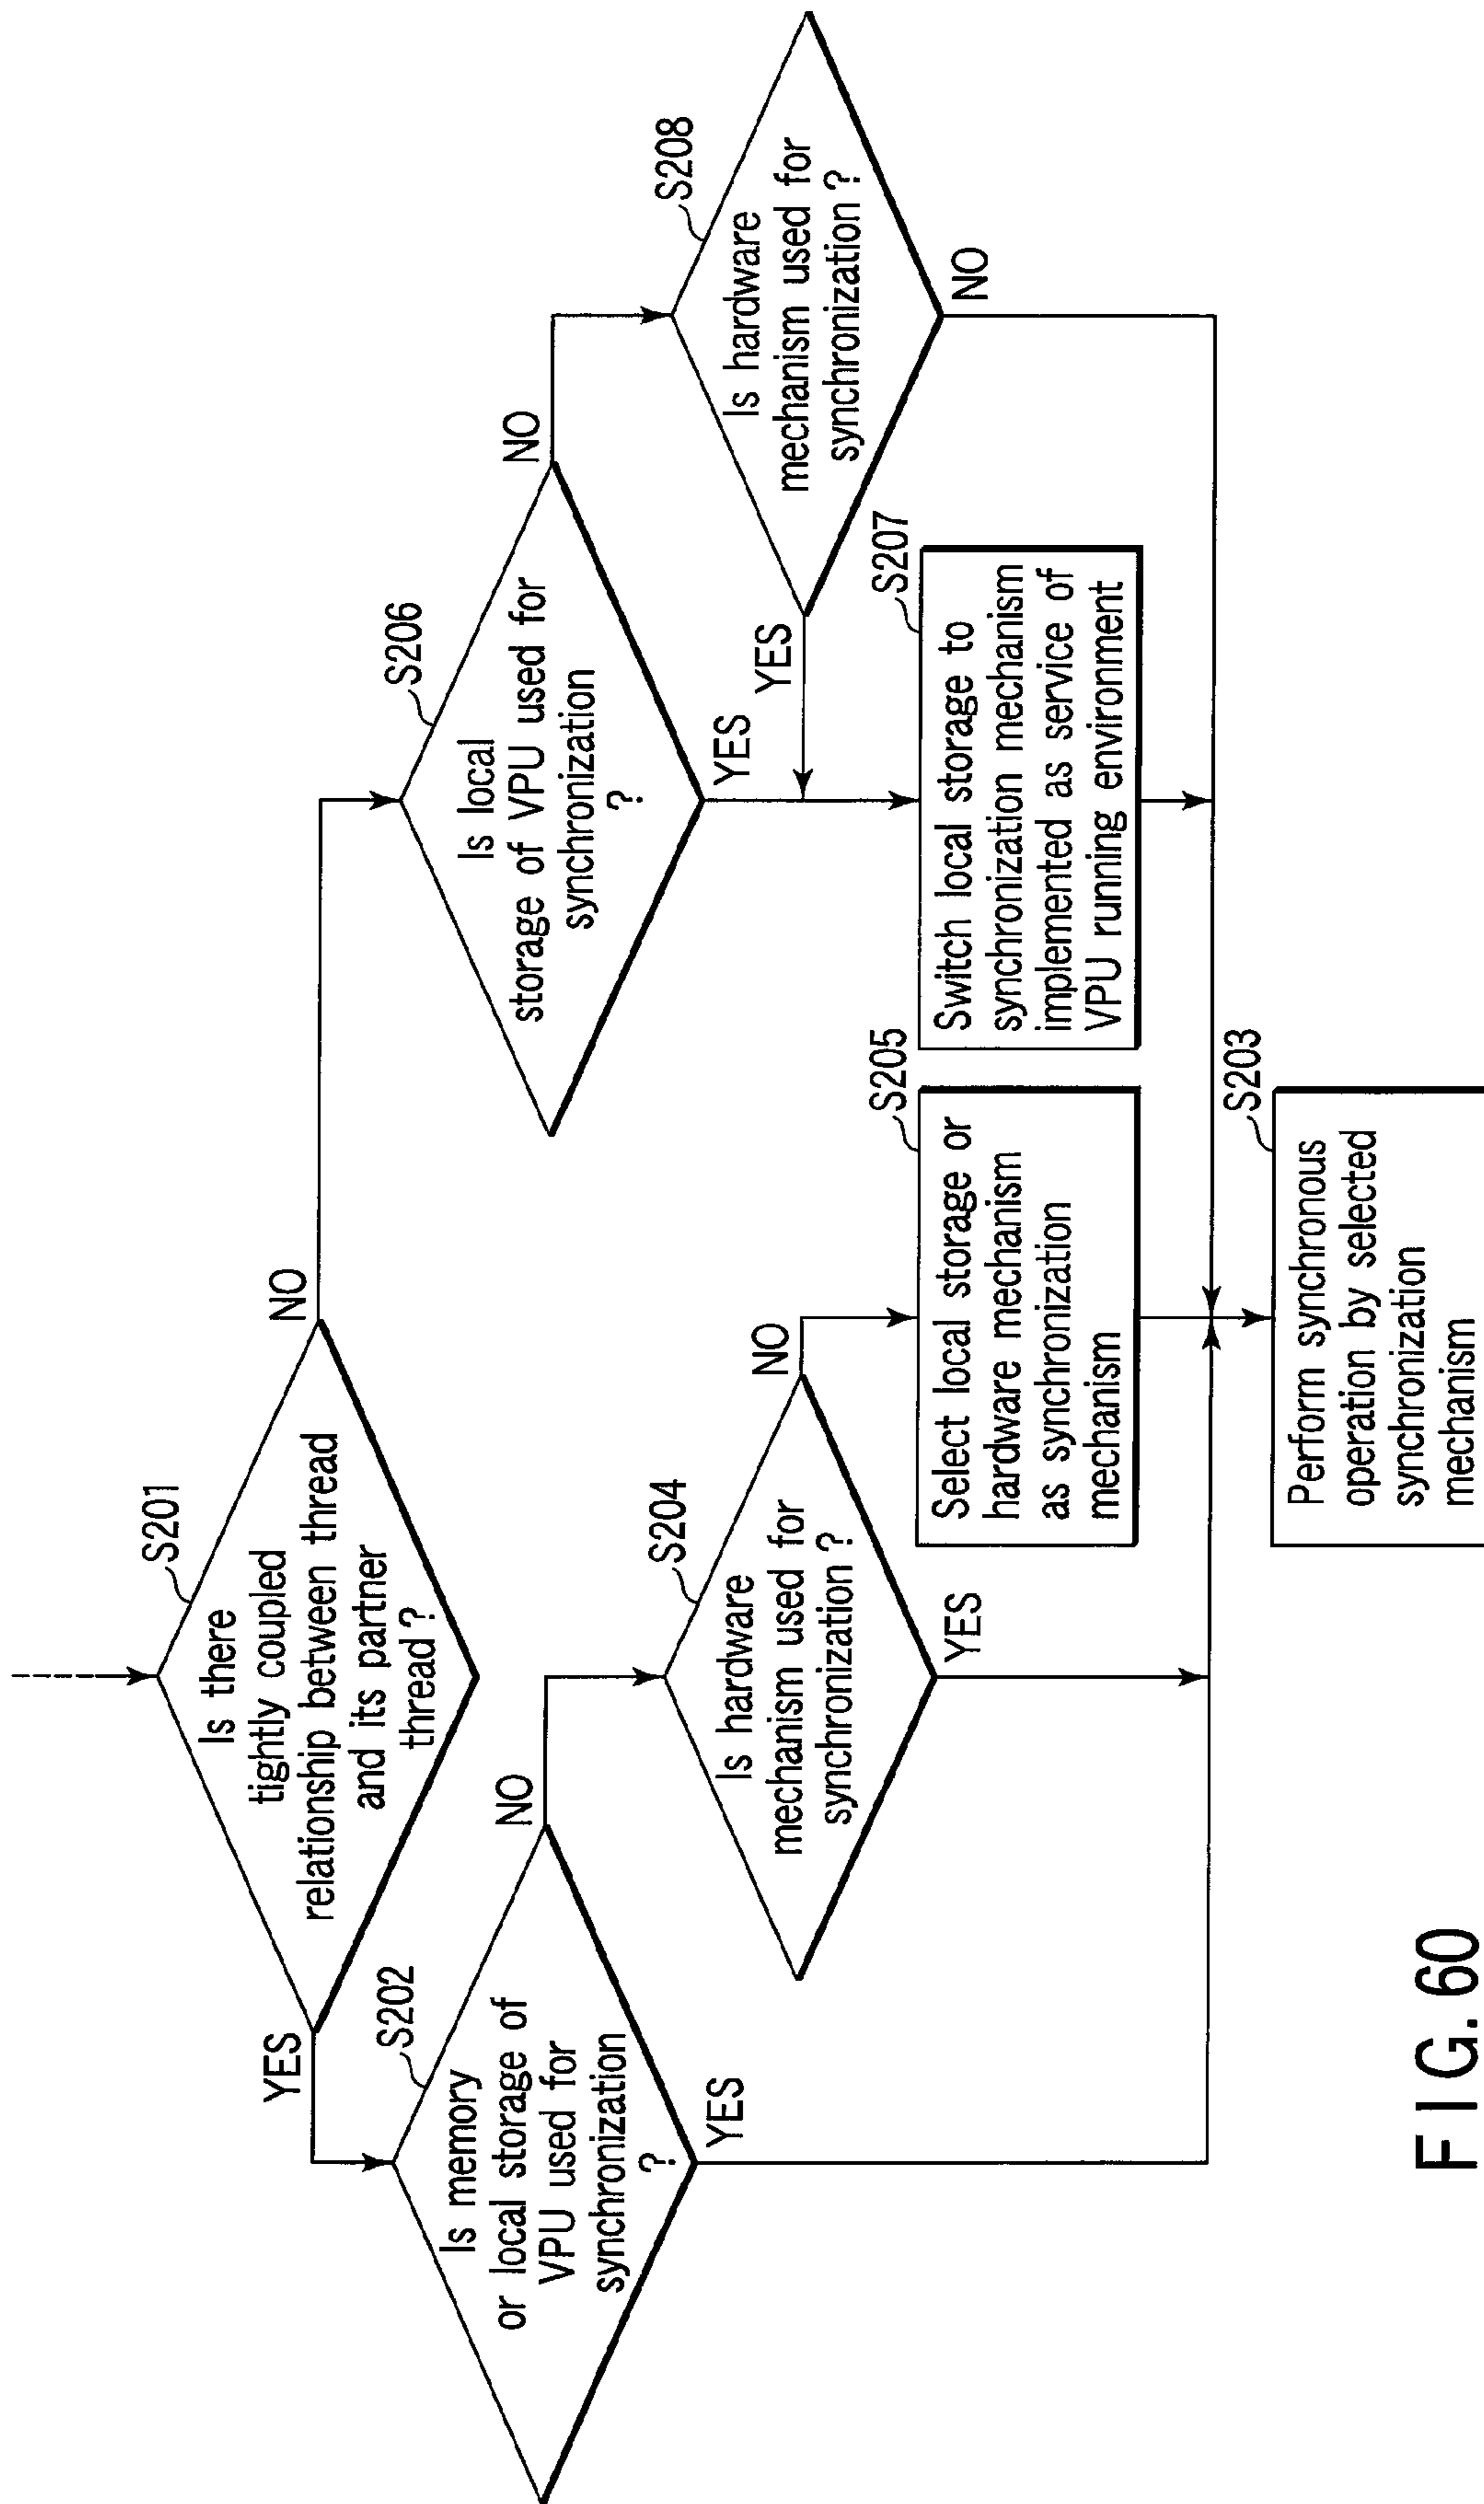 S201
Is there
tightly coupled
relationship between thread
and its partner
thread ?
YES
NO
S202
Is memory
or local storage of
VPU used for
synchronization
?
NO
YES
S206
Is local
storage of VPU used for
synchronization
?
NO
YES
S204
Is hardware
mechanism used for
synchronization ?
NO
YES
S208
Is hardware
mechanism used for
synchronization ?
YES
NO
S205
Select local storage or
hardware mechanism
as synchronization
mechanism
S207
Switch local storage to
synchronization mechanism
implemented as service of
VPU running environment
S203
Perform synchronous
operation by selected
synchronization
mechanism
FIG. 60